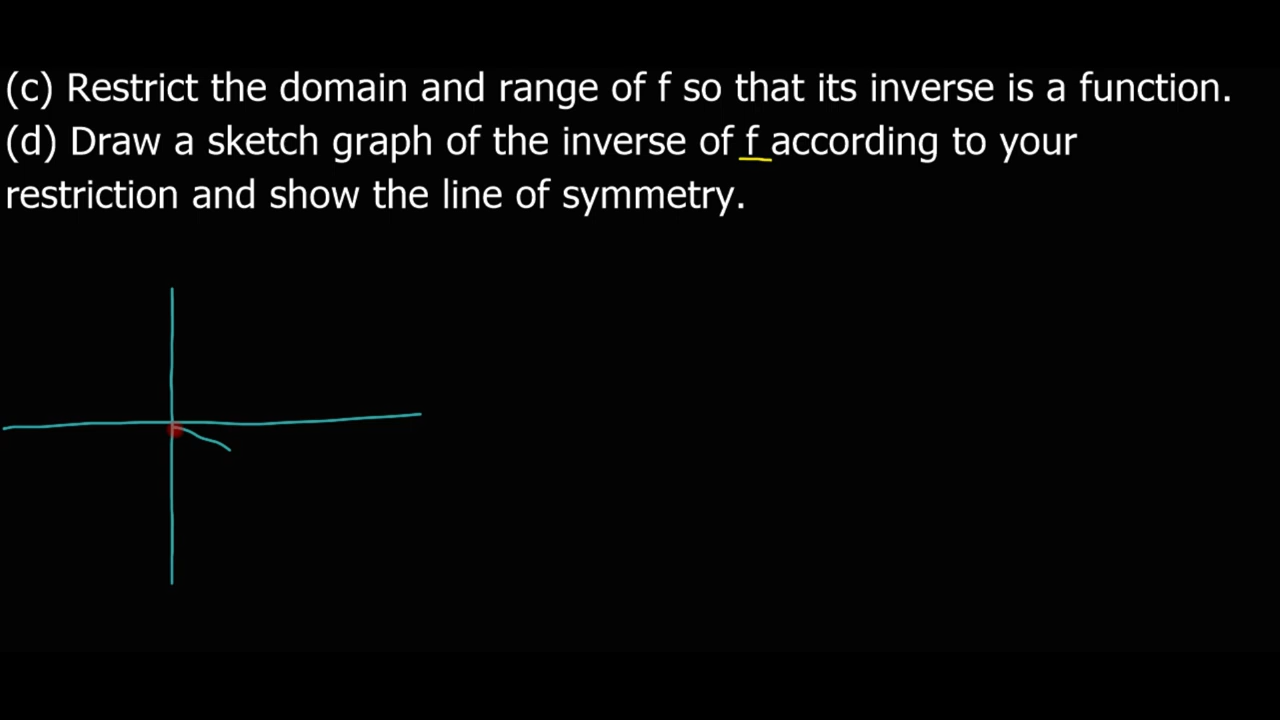 (c) Restrict the domain and range of f so that its inverse is a function.
(d) Draw a sketch graph of the inverse of f according to your
restriction and show the line of symmetry.